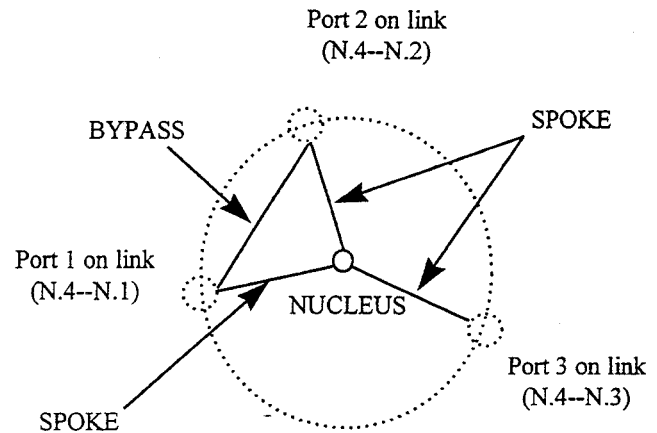 Port 2 on link
(N.4--N.2)
BYPASS
SPOKE
Port 1 on link
(N.4--N.1)
NUCLEUS
Port 3 on link
(N.4--N.3)
SPOKE